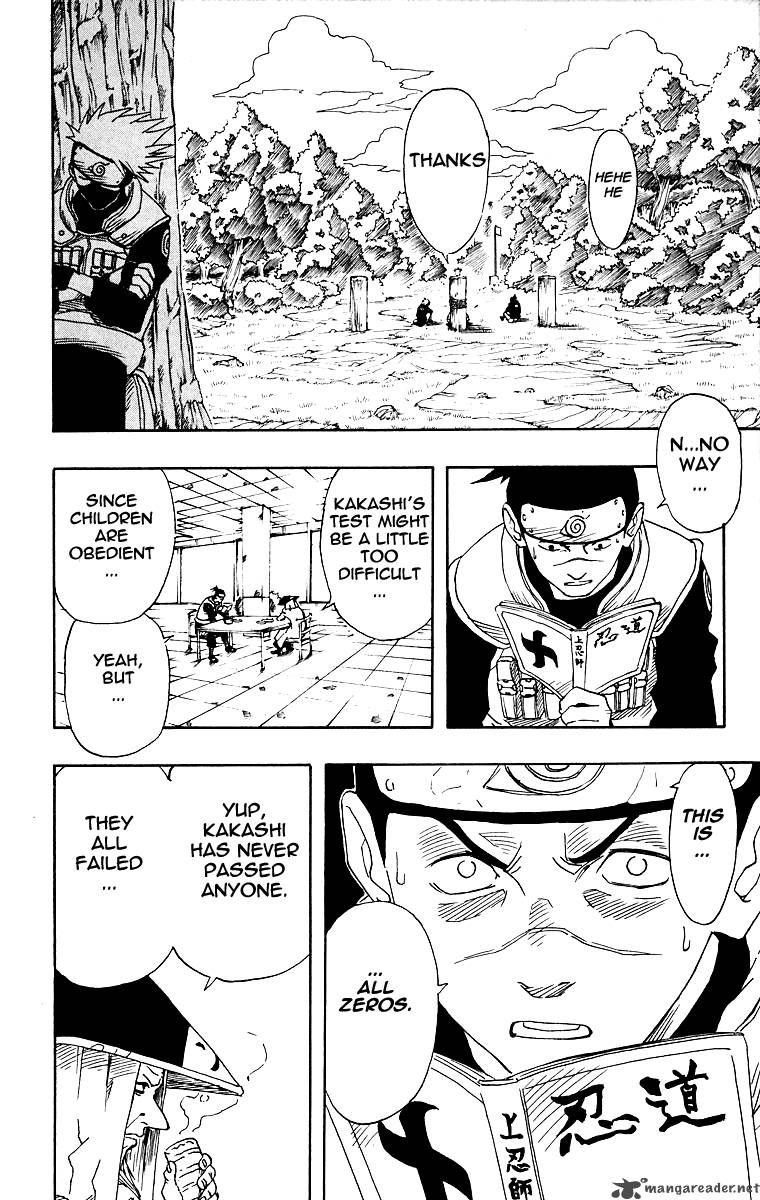 HEHE
HE
THANKS
N...NO
WAY
...
上忍師
忍道
KAKASHI'S
TEST MIGHT
BE A LITTLE
TOO
DIFFICULT
...
SINCE
CHILDREN
ARE
OBEDIENT
...
YEAH,
BUT
...
THIS
IS
...
...
ALL
ZEROS.
上忍師
忍道
YUP,
KAKASHI
HAS NEVER
PASSED
ANYONE.
THEY
ALL
FAILED
...
mangareader.net